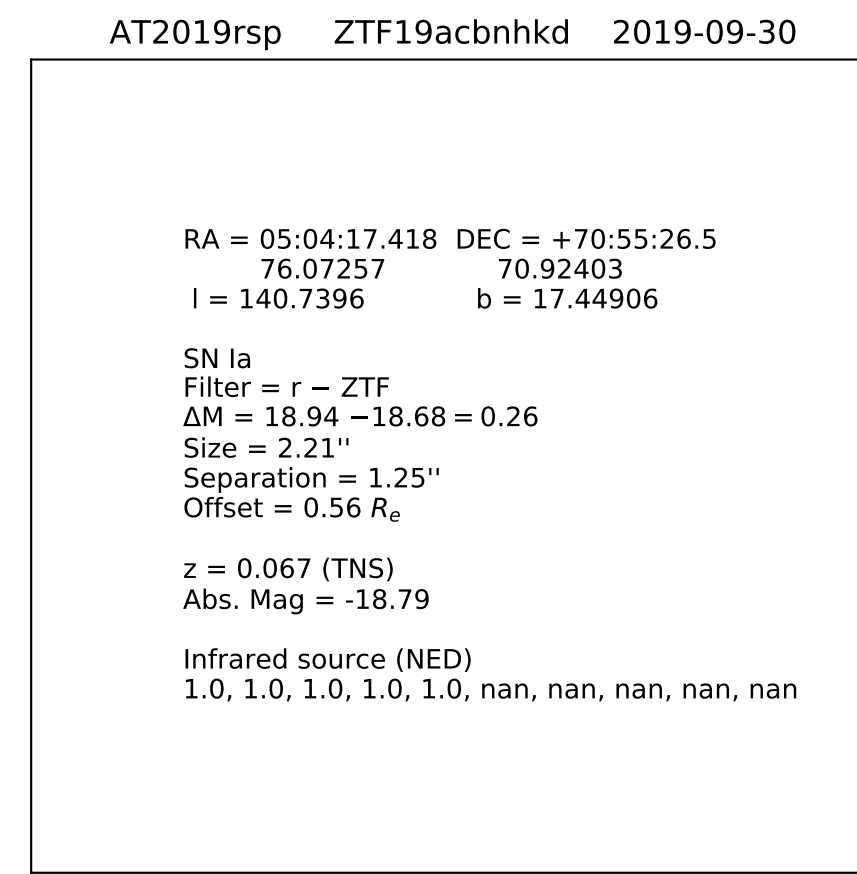 AT2019rsp ZTF19acbnhkd 2019-09-30
RA = 05:04:17.418 DEC = +70:55:26.5
76.07257 70.92403
l = 140.7396 b = 17.44906
SN Ia
Filter = r − ZTF
ΔM = 18.94 −18.68 = 0.26
Size = 2.21''
Separation = 1.25''
Offset = 0.56 Rₑ
z = 0.067 (TNS)
Abs. Mag = -18.79
Infrared source (NED)
1.0, 1.0, 1.0, 1.0, 1.0, nan, nan, nan, nan, nan